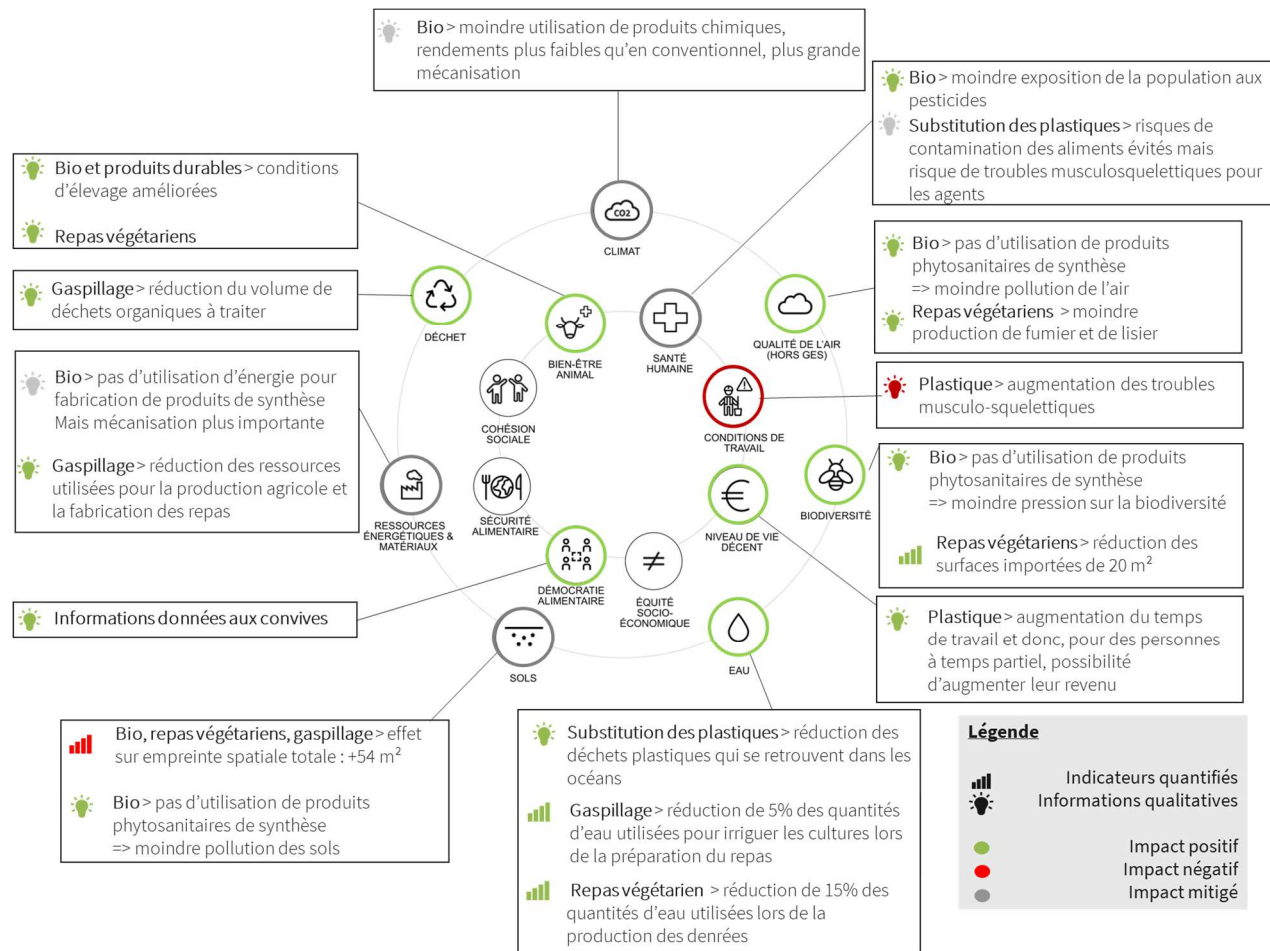 Bio > moindre utilisation de produits chimiques,
rendements plus faibles qu'en conventionnel, plus grande
mécanisation
Bio > moindre exposition de la population aux
pesticides
Substitution des plastiques > risques de
contamination des aliments évités mais
risque de troubles musculosquelettiques pour
les agents
Bio et produits durables > conditions
d'élevage améliorées
Repas végétariens
Bio > pas d'utilisation de produits
phytosanitaires de synthèse
=> moindre pollution de l'air
Repas végétariens > moindre
production de fumier et de lisier
Gaspillage > réduction du volume de
déchets organiques à traiter
Bio > pas d'utilisation d'énergie pour
fabrication de produits de synthèse
Mais mécanisation plus importante
Gaspillage > réduction des ressources
utilisées pour la production agricole et
la fabrication des repas
Plastique > augmentation des troubles
musculo-squelettiques
Bio > pas d'utilisation de produits
phytosanitaires de synthèse
=> moindre pression sur la biodiversité
Repas végétariens > réduction des
surfaces importées de 20 m²
CO2
CLIMAT
DÉCHET
BIEN-ÊTRE
ANIMAL
SANTÉ
HUMAINE
QUALITÉ DE L'AIR
(HORS GES)
COHÉSION
SOCIALE
CONDITIONS DE
TRAVAIL
RESSOURCES
ÉNERGÉTIQUES &
MATÉRIAUX
SÉCURITÉ
ALIMENTAIRE
NIVEAU DE VIE
DÉCENT
BIODIVERSITÉ
DÉMOCRATIE
ALIMENTAIRE
ÉQUITÉ
SOCIO-
ÉCONOMIQUE
SOLS
EAU
Informations données aux convives
Plastique > augmentation du temps
de travail et donc, pour des personnes
à temps partiel, possibilité
d'augmenter leur revenu
Bio, repas végétariens, gaspillage > effet
sur empreinte spatiale totale : +54 m²
Bio > pas d'utilisation de produits
phytosanitaires de synthèse
=> moindre pollution des sols
Substitution des plastiques > réduction des
déchets plastiques qui se retrouvent dans les
océans
Gaspillage > réduction de 5% des quantités
d'eau utilisées pour irriguer les cultures lors
de la préparation du repas
Repas végétarien > réduction de 15% des
quantités d'eau utilisées lors de la
production des denrées
Légende
Indicateurs quantifiés
Informations qualitatives
Impact positif
Impact négatif
Impact mitigé